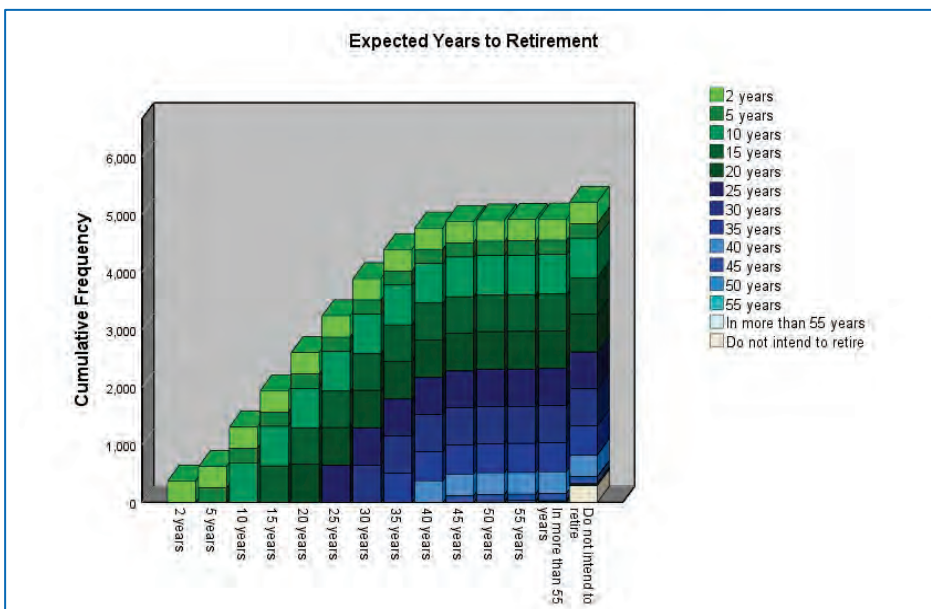 Expected Years to Retirement
Cumulative Frequency
6,000
5,000
4,000
3,000
2,000
1,000
0
2 years
5 years
10 years
15 years
20 years
25 years
30 years
35 years
40 years
45 years
50 years
55 years
In more than 55
years
Do not intend to
retire
2 years
5 years
10 years
15 years
20 years
25 years
30 years
35 years
40 years
45 years
50 years
55 years
In more than 55 years
Do not intend to retire